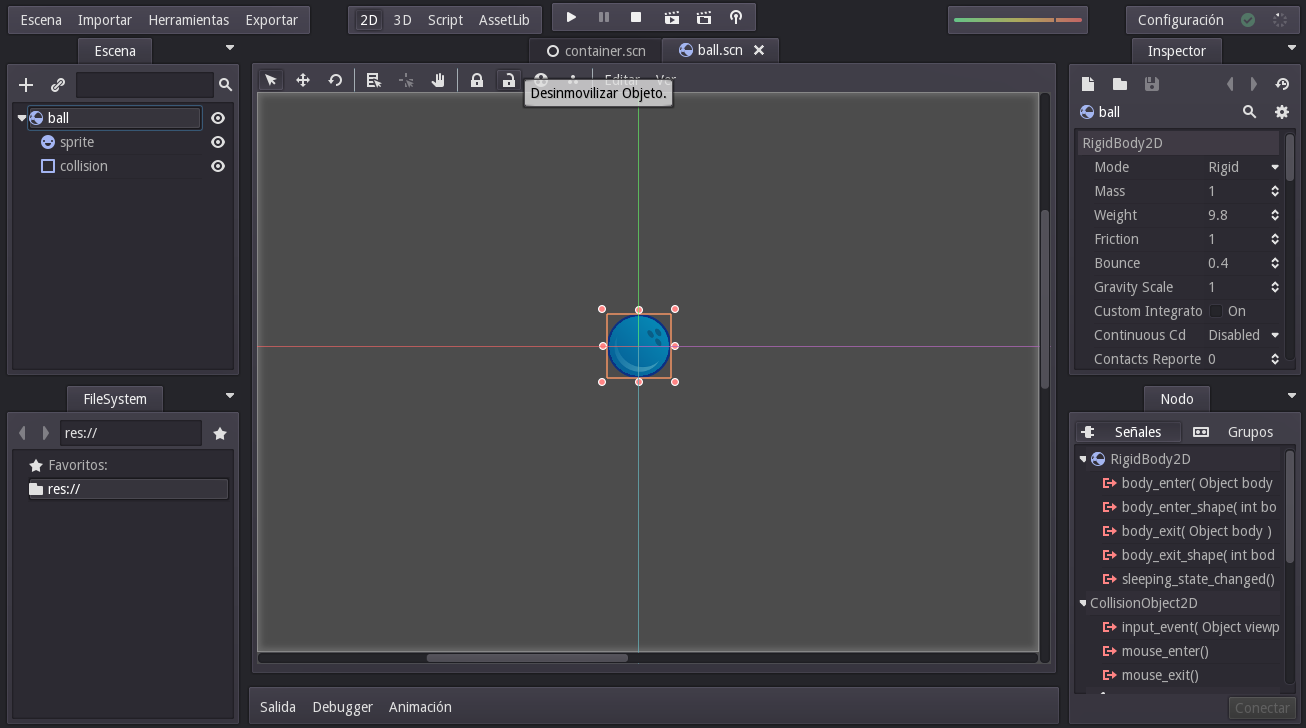 Escena Importar Herramientas Exportar
2D 3D Script AssetLib
Configuración
Escena
container.scn
ball.scn
Inspector
Editar Ver
Desinmovilizar Objeto.
ball
sprite
collision
ball
RigidBody2D
Mode Rigid
Mass 1
Weight 9.8
Friction 1
Bounce 0.4
Gravity Scale 1
Custom Integrato On
Continuous Cd Disabled
Contacts Reporte 0
FileSystem
res://
Favoritos:
res://
Nodo
Señales Grupos
RigidBody2D
body_enter( Object body
body_enter_shape( int bo
body_exit( Object body )
body_exit_shape( int bod
sleeping_state_changed()
CollisionObject2D
input_event( Object viewp
mouse_enter()
mouse_exit()
Conectar
Salida Debugger Animación